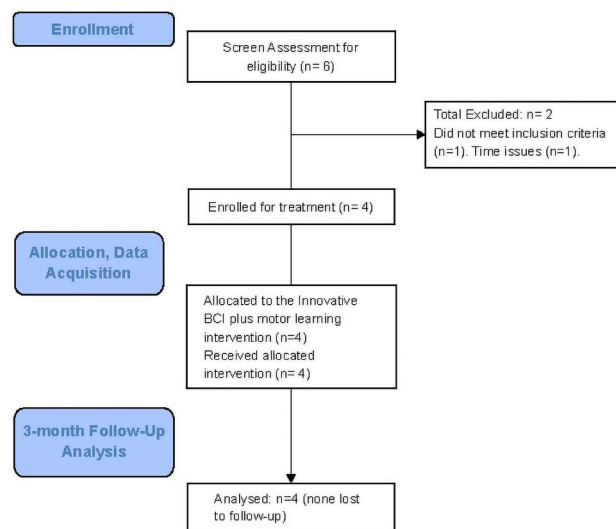 Enrollment
Screen Assessment for
eligibility (n= 6)
Total Excluded: n= 2
Did not meet inclusion criteria
(n=1). Time issues (n=1).
Enrolled for treatment (n= 4)
Allocation, Data
Acquisition
Allocated to the Innovative
BCI plus motor learning
intervention (n=4)
Received allocated
intervention (n= 4)
3-month Follow-Up
Analysis
Analysed: n=4 (none lost
to follow-up)